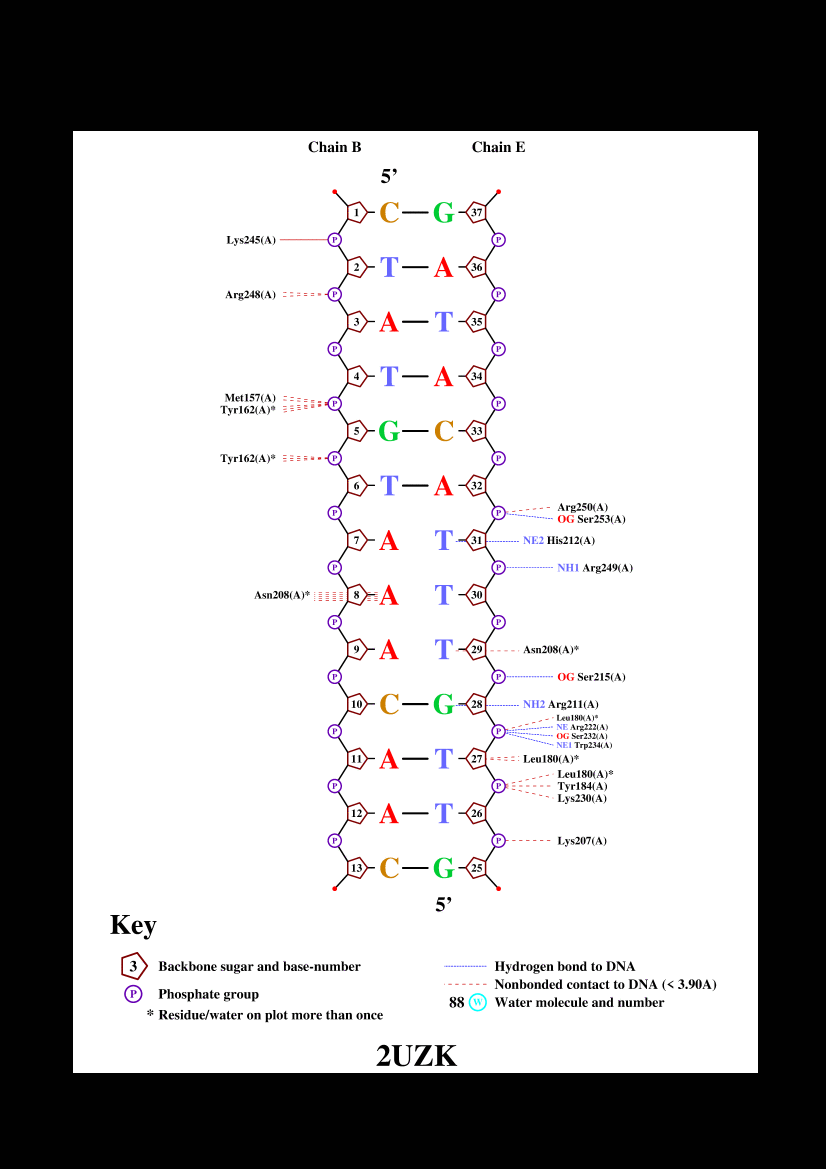 Chain B Chain E
5’
1 C G 37
Lys245(A) P P
2 T A 36
Arg248(A) P P
3 A T 35
P P
4 T A 34
Met157(A)
Tyr162(A)* P P
5 G C 33
Tyr162(A)* P P
6 T A 32
Arg250(A)
P P OG Ser253(A)
7 A T 31 NE2 His212(A)
P P NH1 Arg249(A)
Asn208(A)* 8 A T 30
P P
9 A T 29 Asn208(A)*
P P OG Ser215(A)
10 C G 28 NH2 Arg211(A)
Leu180(A)*
NE Arg222(A)
P P OG Ser232(A)
NE1 Trp234(A)
11 A T 27 Leu180(A)*
Leu180(A)*
P P Tyr184(A)
Lys230(A)
12 A T 26
P P Lys207(A)
13 C G 25
5’
Key
3 Backbone sugar and base-number
P Phosphate group
* Residue/water on plot more than once
Hydrogen bond to DNA
Nonbonded contact to DNA (< 3.90A)
88 W Water molecule and number
2UZK